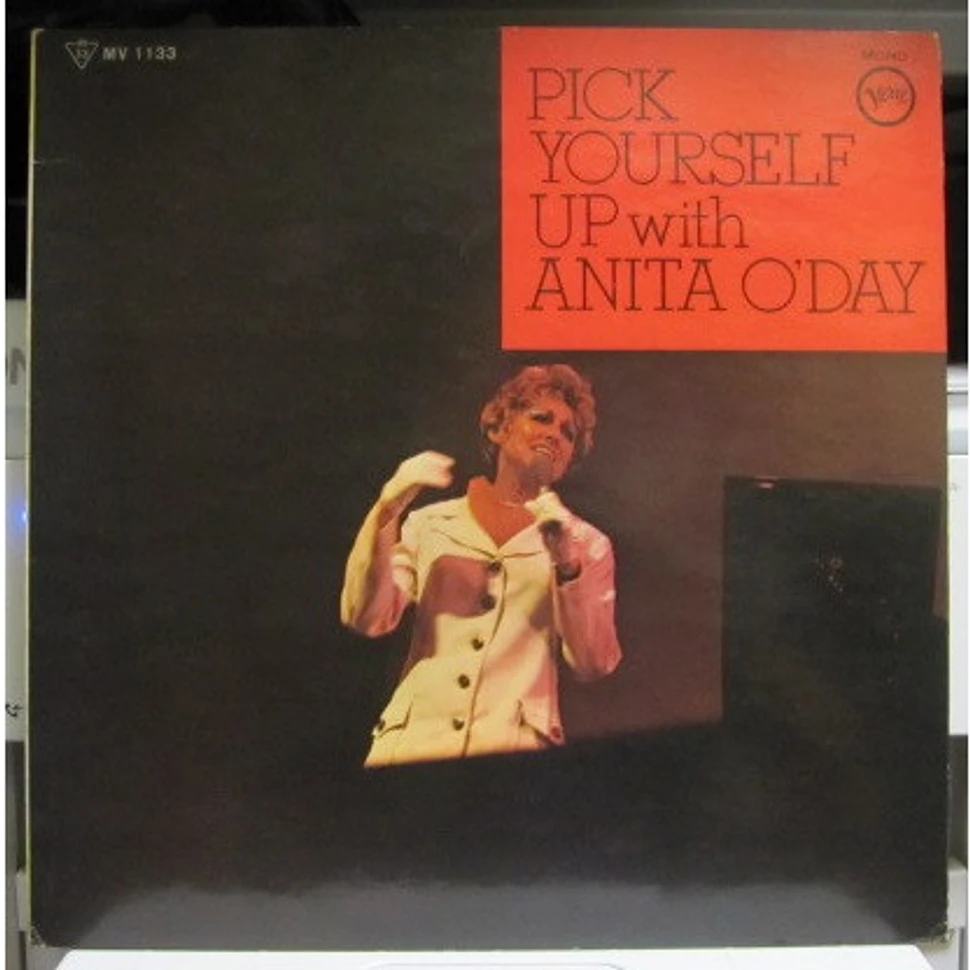 MV 1133
MONO
Verve
PICK
YOURSELF
UP with
ANITA O'DAY